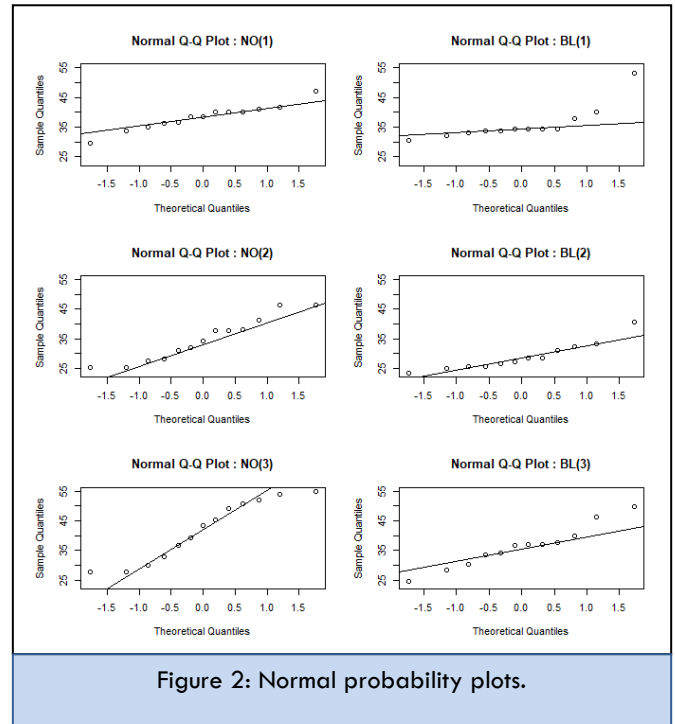 Normal Q-Q Plot : NO(1)
Sample Quantiles
25 35 45 55
-1.5 -1.0 -0.5 0.0 0.5 1.0 1.5
Theoretical Quantiles
Normal Q-Q Plot : BL(1)
Sample Quantiles
25 35 45 55
-1.5 -1.0 -0.5 0.0 0.5 1.0 1.5
Theoretical Quantiles
Normal Q-Q Plot : NO(2)
Sample Quantiles
25 35 45 55
-1.5 -1.0 -0.5 0.0 0.5 1.0 1.5
Theoretical Quantiles
Normal Q-Q Plot : BL(2)
Sample Quantiles
25 35 45 55
-1.5 -1.0 -0.5 0.0 0.5 1.0 1.5
Theoretical Quantiles
Normal Q-Q Plot : NO(3)
Sample Quantiles
25 35 45 55
-1.5 -1.0 -0.5 0.0 0.5 1.0 1.5
Theoretical Quantiles
Normal Q-Q Plot : BL(3)
Sample Quantiles
25 35 45 55
-1.5 -1.0 -0.5 0.0 0.5 1.0 1.5
Theoretical Quantiles
Figure 2: Normal probability plots.